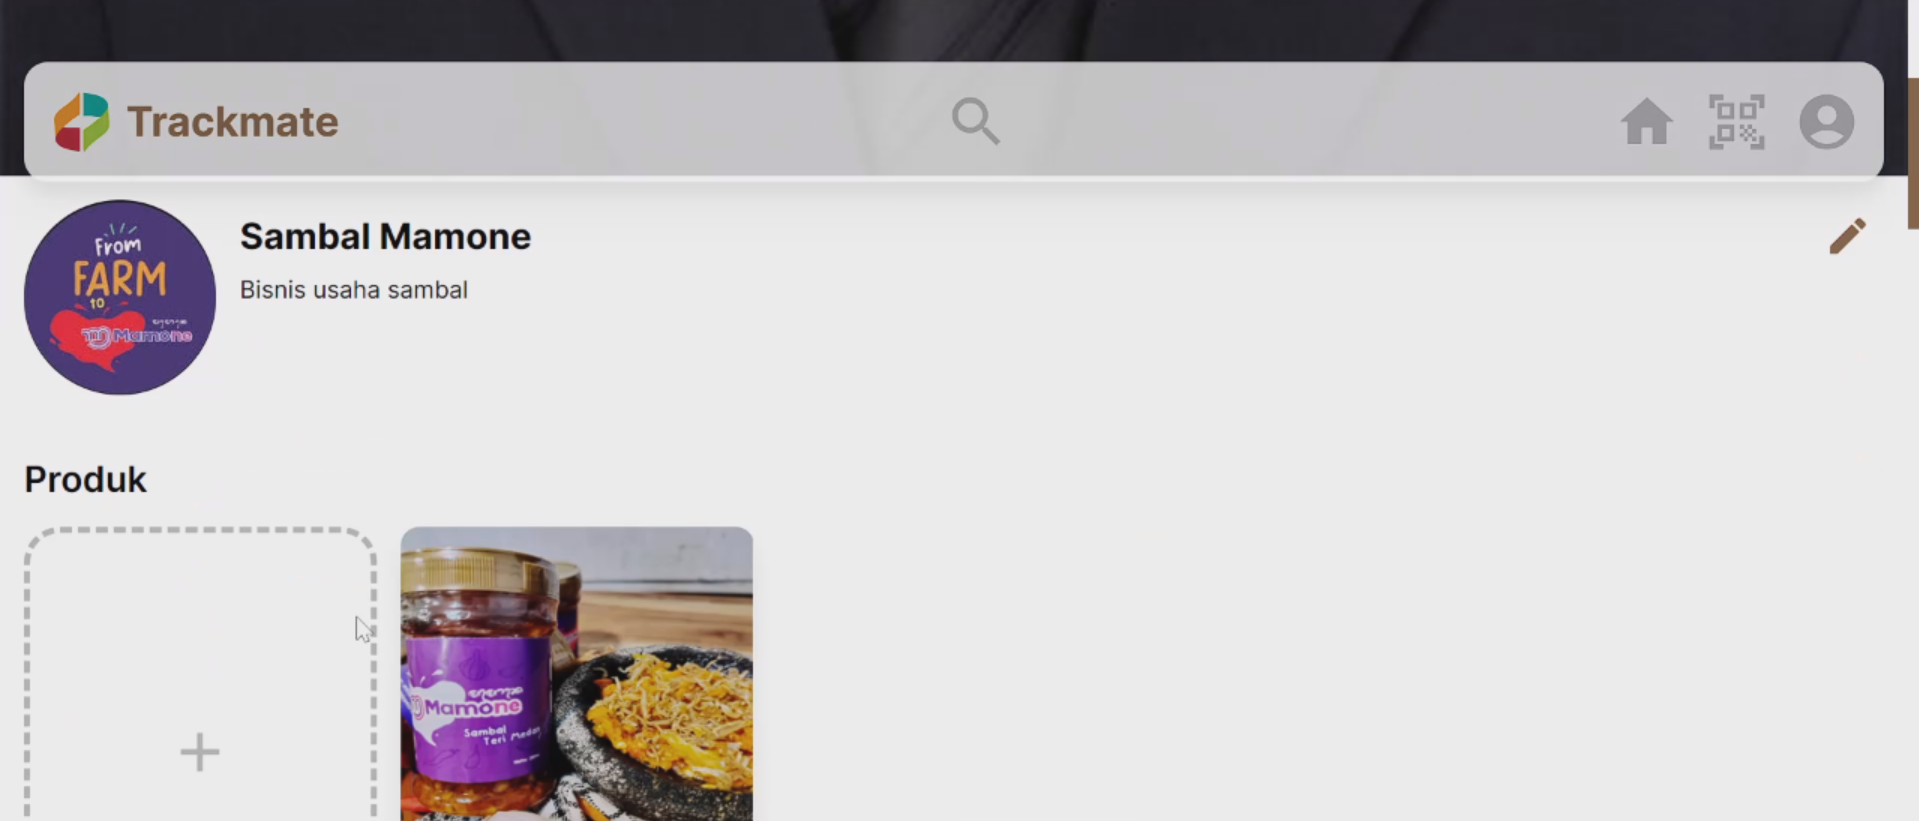 Trackmate
From
FARM
to
Mamone
Sambal Mamone
Bisnis usaha sambal
Produk
Mamone
Sambal
Teri Medan